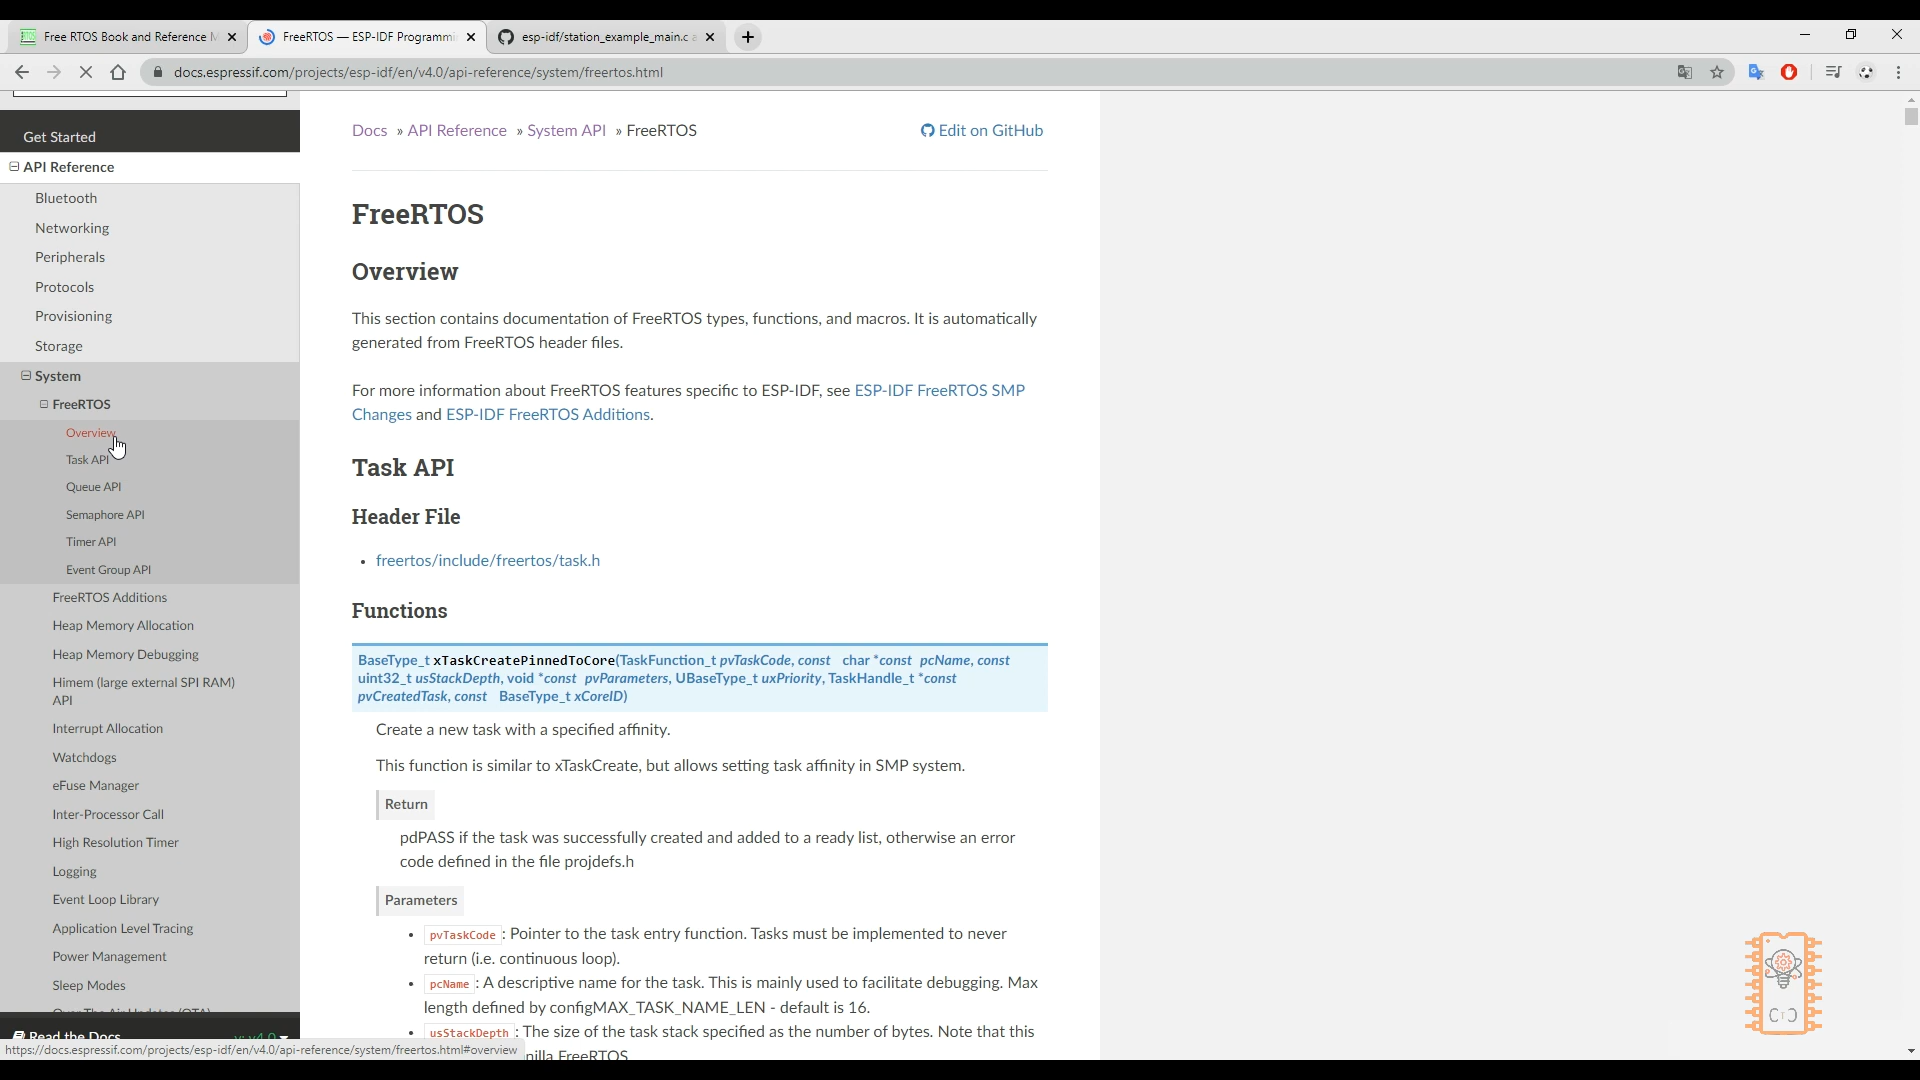 Free RTOS Book and Reference M
FreeRTOS — ESP-IDF Programmi
esp-idf/station_example_main.c a
docs.espressif.com/projects/esp-idf/en/v4.0/api-reference/system/freertos.html
Get Started
API Reference
Bluetooth
Networking
Peripherals
Protocols
Provisioning
Storage
System
FreeRTOS
Overview
Task API
Queue API
Semaphore API
Timer API
Event Group API
FreeRTOS Additions
Heap Memory Allocation
Heap Memory Debugging
Himem (large external SPI RAM)
API
Interrupt Allocation
Watchdogs
eFuse Manager
Inter-Processor Call
High Resolution Timer
Logging
Event Loop Library
Application Level Tracing
Power Management
Sleep Modes
Over The Air Updates (OTA)
Read the Docs v: v4.0
https://docs.espressif.com/projects/esp-idf/en/v4.0/api-reference/system/freertos.html#overview
Docs » API Reference » System API » FreeRTOS
Edit on GitHub
FreeRTOS
Overview
This section contains documentation of FreeRTOS types, functions, and macros. It is automatically
generated from FreeRTOS header files.
For more information about FreeRTOS features specific to ESP-IDF, see ESP-IDF FreeRTOS SMP
Changes and ESP-IDF FreeRTOS Additions.
Task API
Header File
• freertos/include/freertos/task.h
Functions
BaseType_t xTaskCreatePinnedToCore(TaskFunction_t pvTaskCode, const char *const pcName, const
uint32_t usStackDepth, void *const pvParameters, UBaseType_t uxPriority, TaskHandle_t *const
pvCreatedTask, const BaseType_t xCoreID)
Create a new task with a specified affinity.
This function is similar to xTaskCreate, but allows setting task affinity in SMP system.
Return
pdPASS if the task was successfully created and added to a ready list, otherwise an error
code defined in the file projdefs.h
Parameters
• pvTaskCode : Pointer to the task entry function. Tasks must be implemented to never
return (i.e. continuous loop).
• pcName : A descriptive name for the task. This is mainly used to facilitate debugging. Max
length defined by configMAX_TASK_NAME_LEN - default is 16.
• usStackDepth : The size of the task stack specified as the number of bytes. Note that this
nilla FreeRTOS
CTC